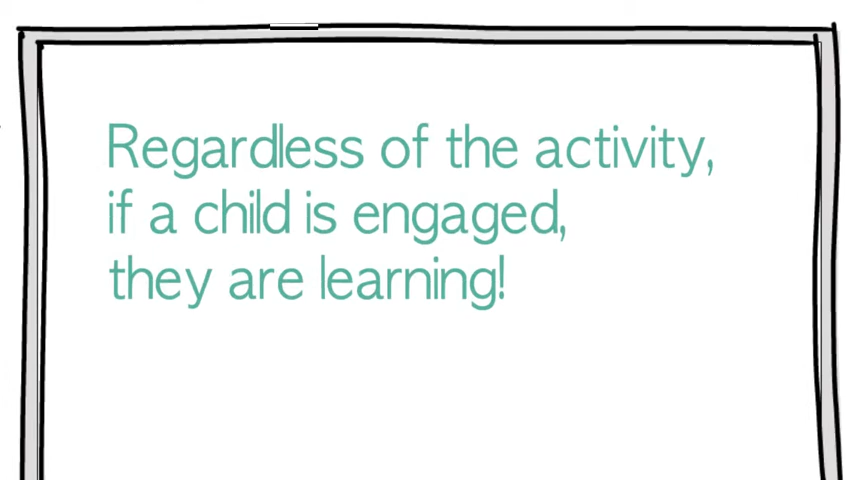 Regardless of the activity,
if a child is engaged,
they are learning!